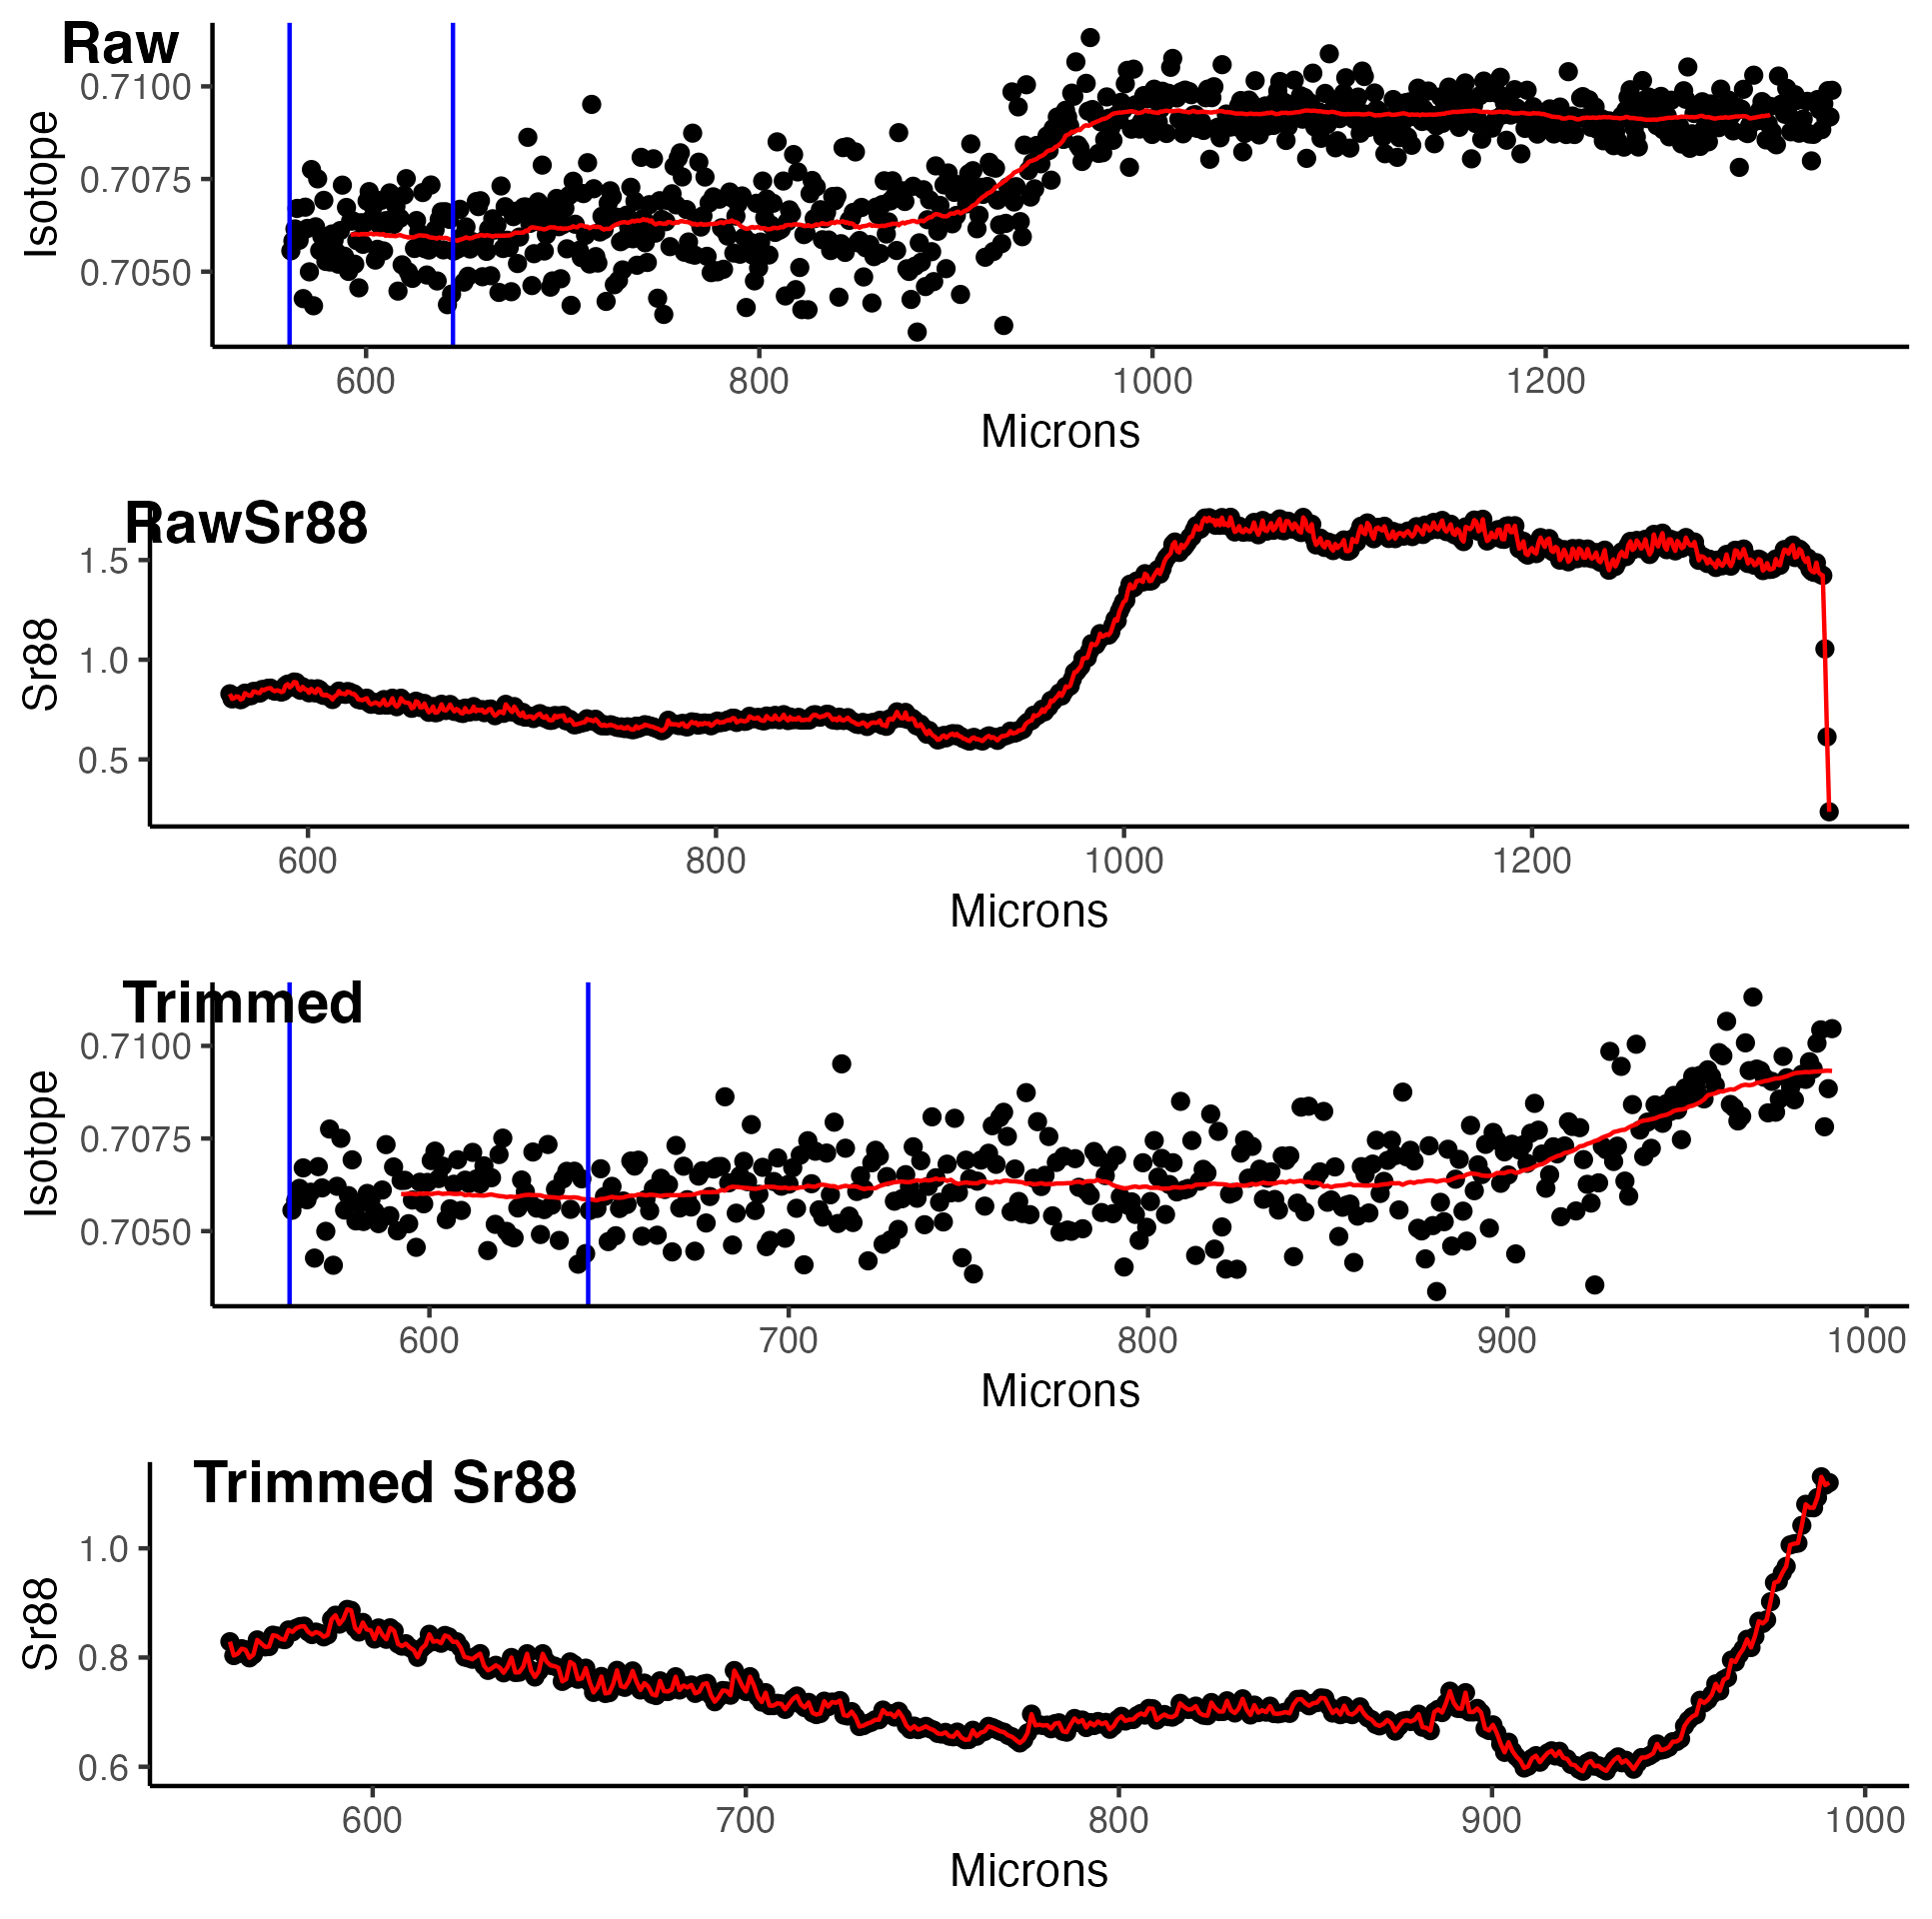 Raw
0.7100
0.7075
0.0.7050
Isotope
600 800 1000 1200
Microns
RawSr88
1.5
1.0
0.5
Sr88
600 800 1000 1200
Microns
Trimmed
0.7100
0.7075
0.7050
Isotope
600 700 800 900 1000
Microns
Trimmed Sr88
1.0
0.8
0.6
Sr88
600 700 800 900 1000
Microns